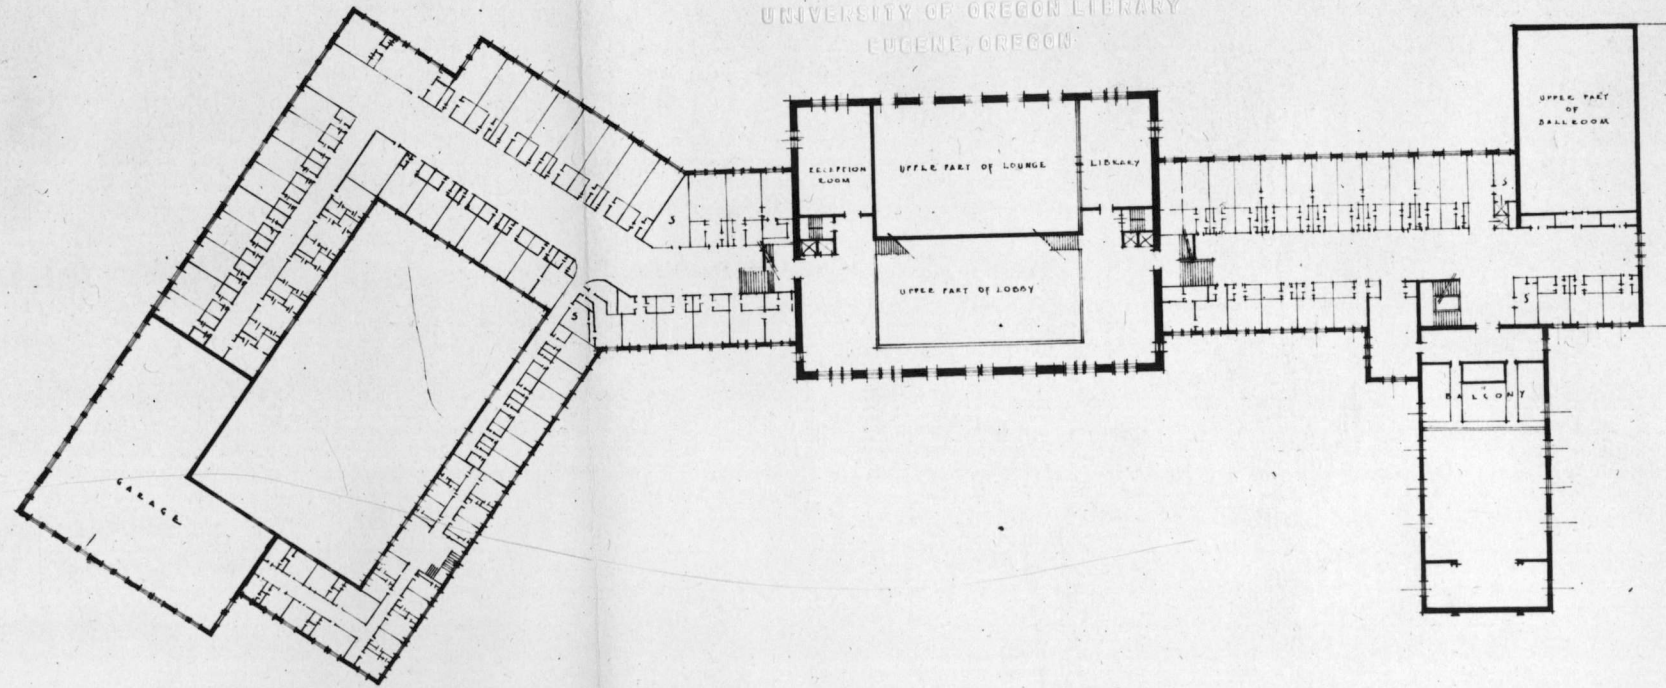 UNIVERSITY OF OREGON LIBRARY
EUGENE, OREGON
UPPER PART
OF
BALLROOM
RECEPTION
ROOM
UPPER PART OF LOUNGE
LIBRARY
S
S
UPPER PART OF LOBBY
S
S
BALCONY
GARAGE